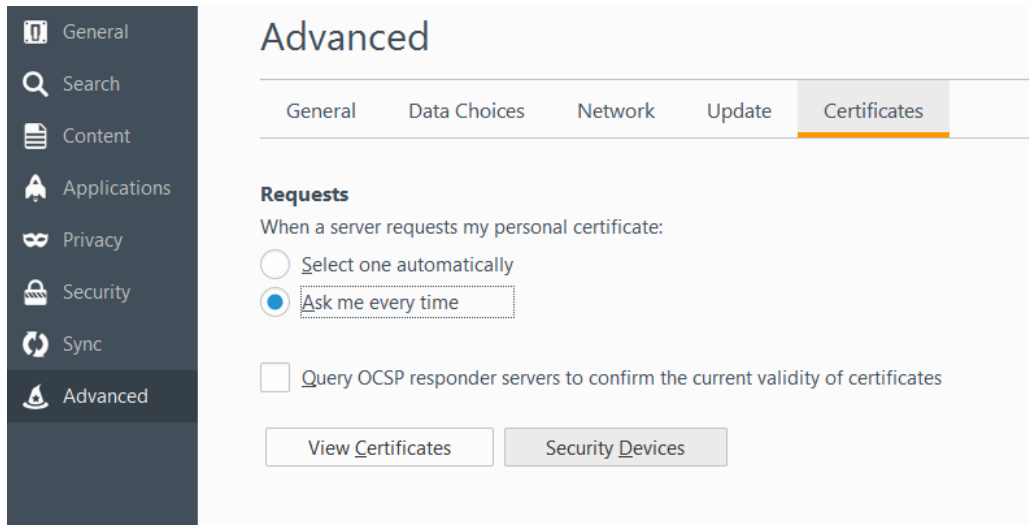 General
Search
Content
Applications
Privacy
Security
Sync
Advanced
Advanced
General Data Choices Network Update Certificates
Requests
When a server requests my personal certificate:
Select one automatically
Ask me every time
Query OCSP responder servers to confirm the current validity of certificates
View Certificates Security Devices